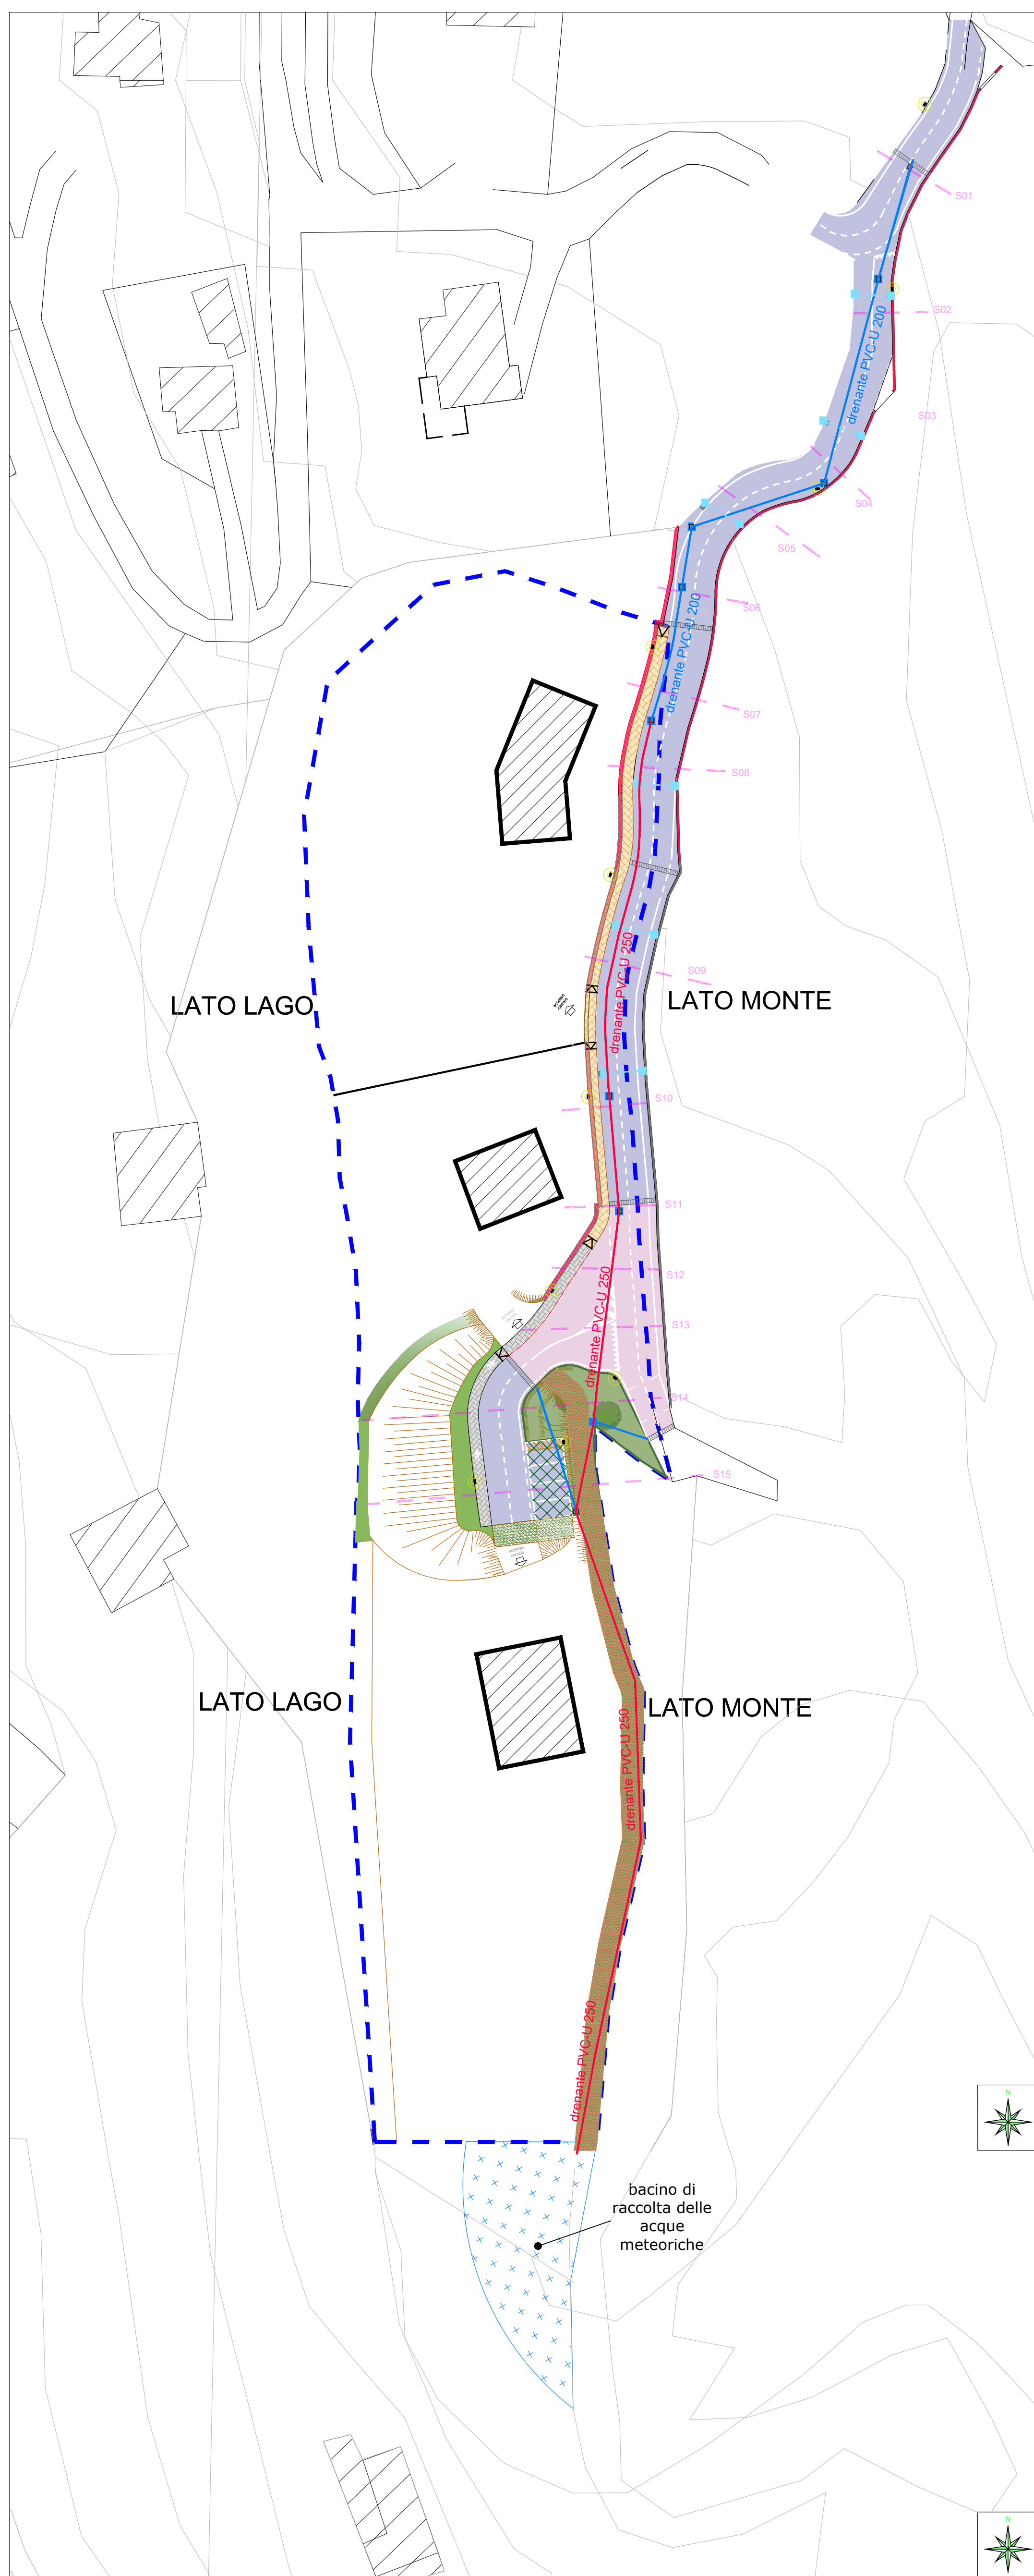 S01
S02
drenante PVC-U 200
S03
S04
S05
S06
drenante PVC-U 200
S07
S08
drenante PVC-U 250
S09
LATO LAGO
LATO MONTE
S10
S11
S12
drenante PVC-U 250
S13
S14
S15
LATO LAGO
LATO MONTE
drenante PVC-U 250
drenante PVC-U 250
N
bacino di
raccolta delle
acque
meteoriche
N